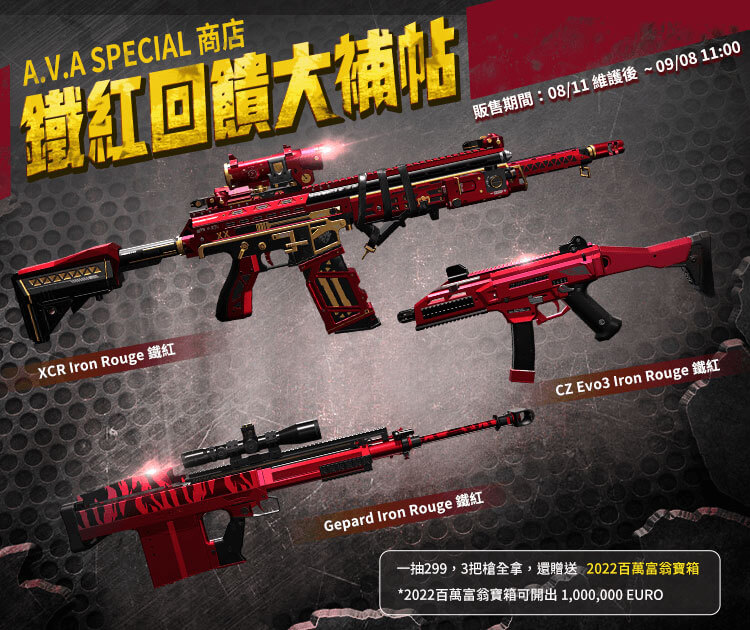 A.V.A SPECIAL 商店
鐵紅回饋大補帖
販售期間：08/11 維護後 ~ 09/08 11:00
XCR Iron Rouge 鐵紅
CZ Evo3 Iron Rouge 鐵紅
Gepard Iron Rouge 鐵紅
一抽299，3把槍全拿，還贈送 2022百萬富翁寶箱
*2022百萬富翁寶箱可開出 1,000,000 EURO